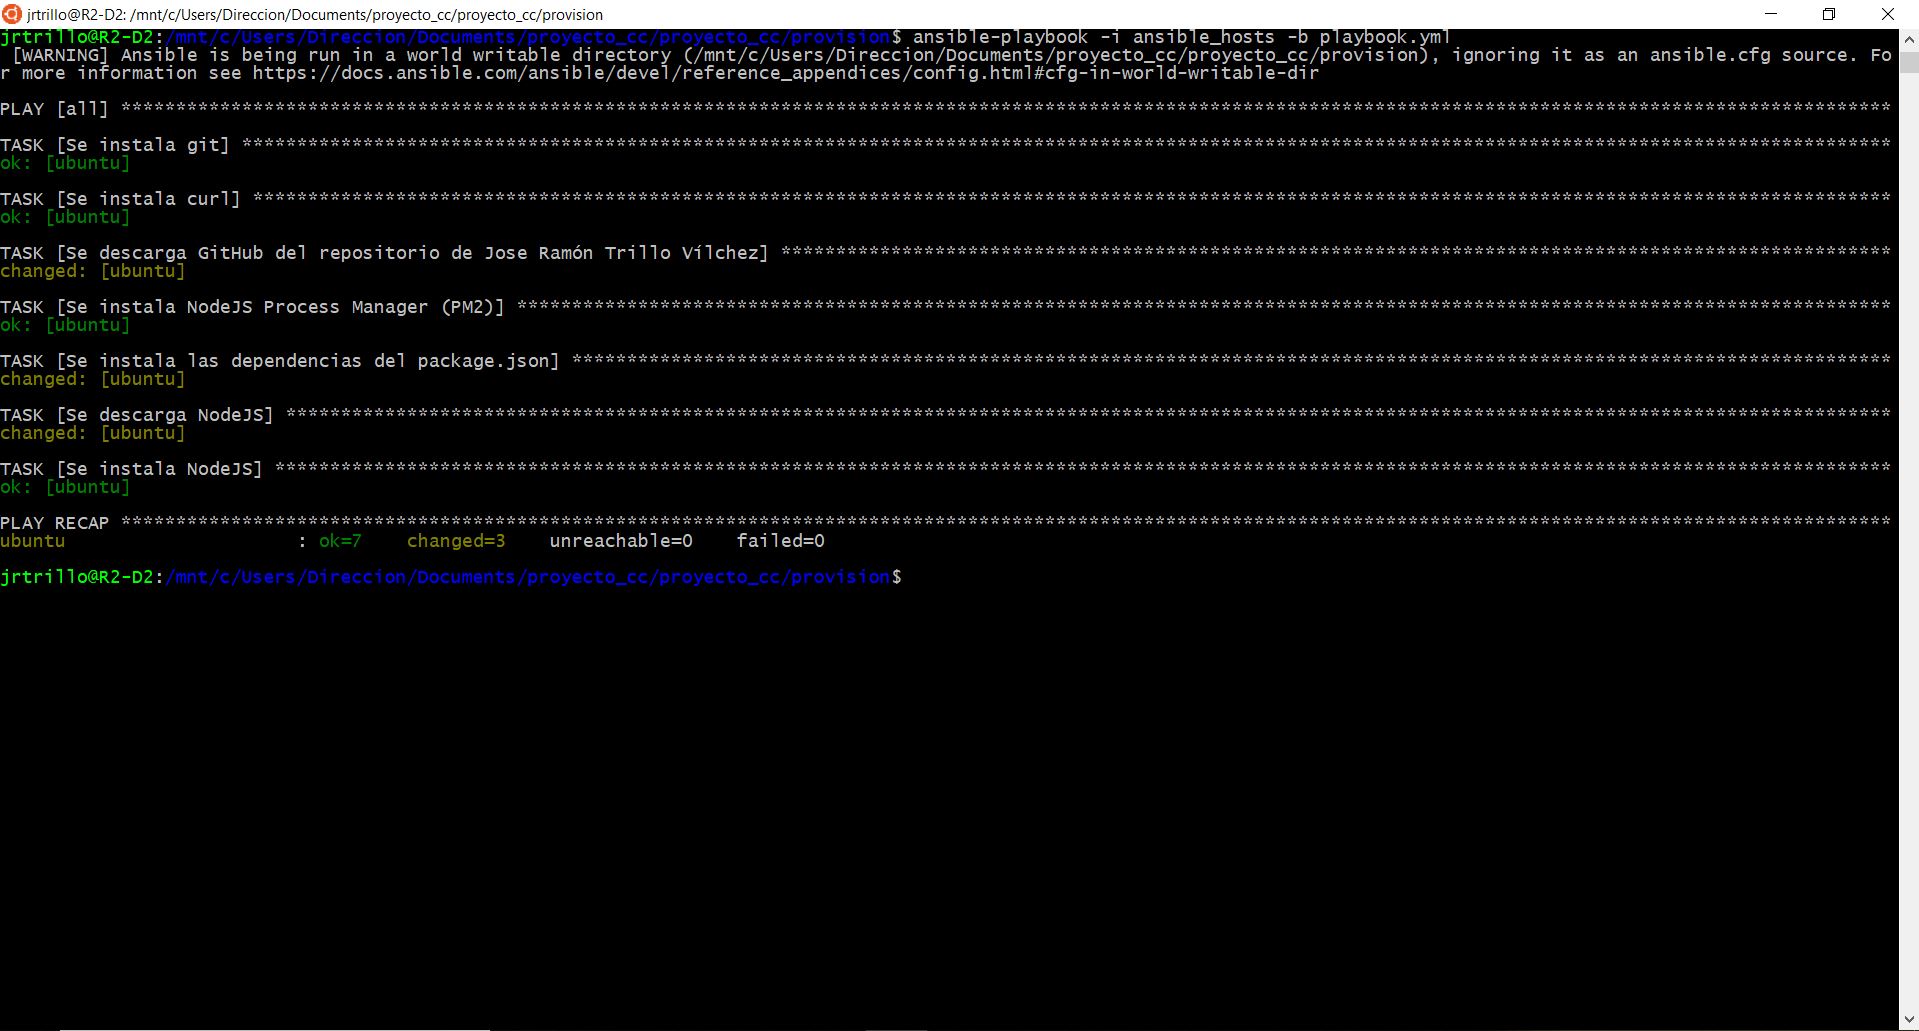 jrtrillo@R2-D2: /mnt/c/Users/Direccion/Documents/proyecto_cc/proyecto_cc/provision
jrtrillo@R2-D2:/mnt/c/Users/Direccion/Documents/proyecto_cc/proyecto_cc/provision$ ansible-playbook -i ansible_hosts -b playbook.yml
[WARNING] Ansible is being run in a world writable directory (/mnt/c/Users/Direccion/Documents/proyecto_cc/proyecto_cc/provision), ignoring it as an ansible.cfg source. Fo
r more information see https://docs.ansible.com/ansible/devel/reference_appendices/config.html#cfg-in-world-writable-dir
PLAY [all] *****************************************************************************************************************************************************************
TASK [Se instala git] ******************************************************************************************************************************************************
ok: [ubuntu]
TASK [Se instala curl] *****************************************************************************************************************************************************
ok: [ubuntu]
TASK [Se descarga GitHub del repositorio de Jose Ramón Trillo Vílchez] *****************************************************************************************************
changed: [ubuntu]
TASK [Se instala NodeJS Process Manager (PM2)] *****************************************************************************************************************************
ok: [ubuntu]
TASK [Se instala las dependencias del package.json] ************************************************************************************************************************
changed: [ubuntu]
TASK [Se descarga NodeJS] **************************************************************************************************************************************************
changed: [ubuntu]
TASK [Se instala NodeJS] ***************************************************************************************************************************************************
ok: [ubuntu]
PLAY RECAP *****************************************************************************************************************************************************************
ubuntu : ok=7 changed=3 unreachable=0 failed=0
jrtrillo@R2-D2:/mnt/c/Users/Direccion/Documents/proyecto_cc/proyecto_cc/provision$